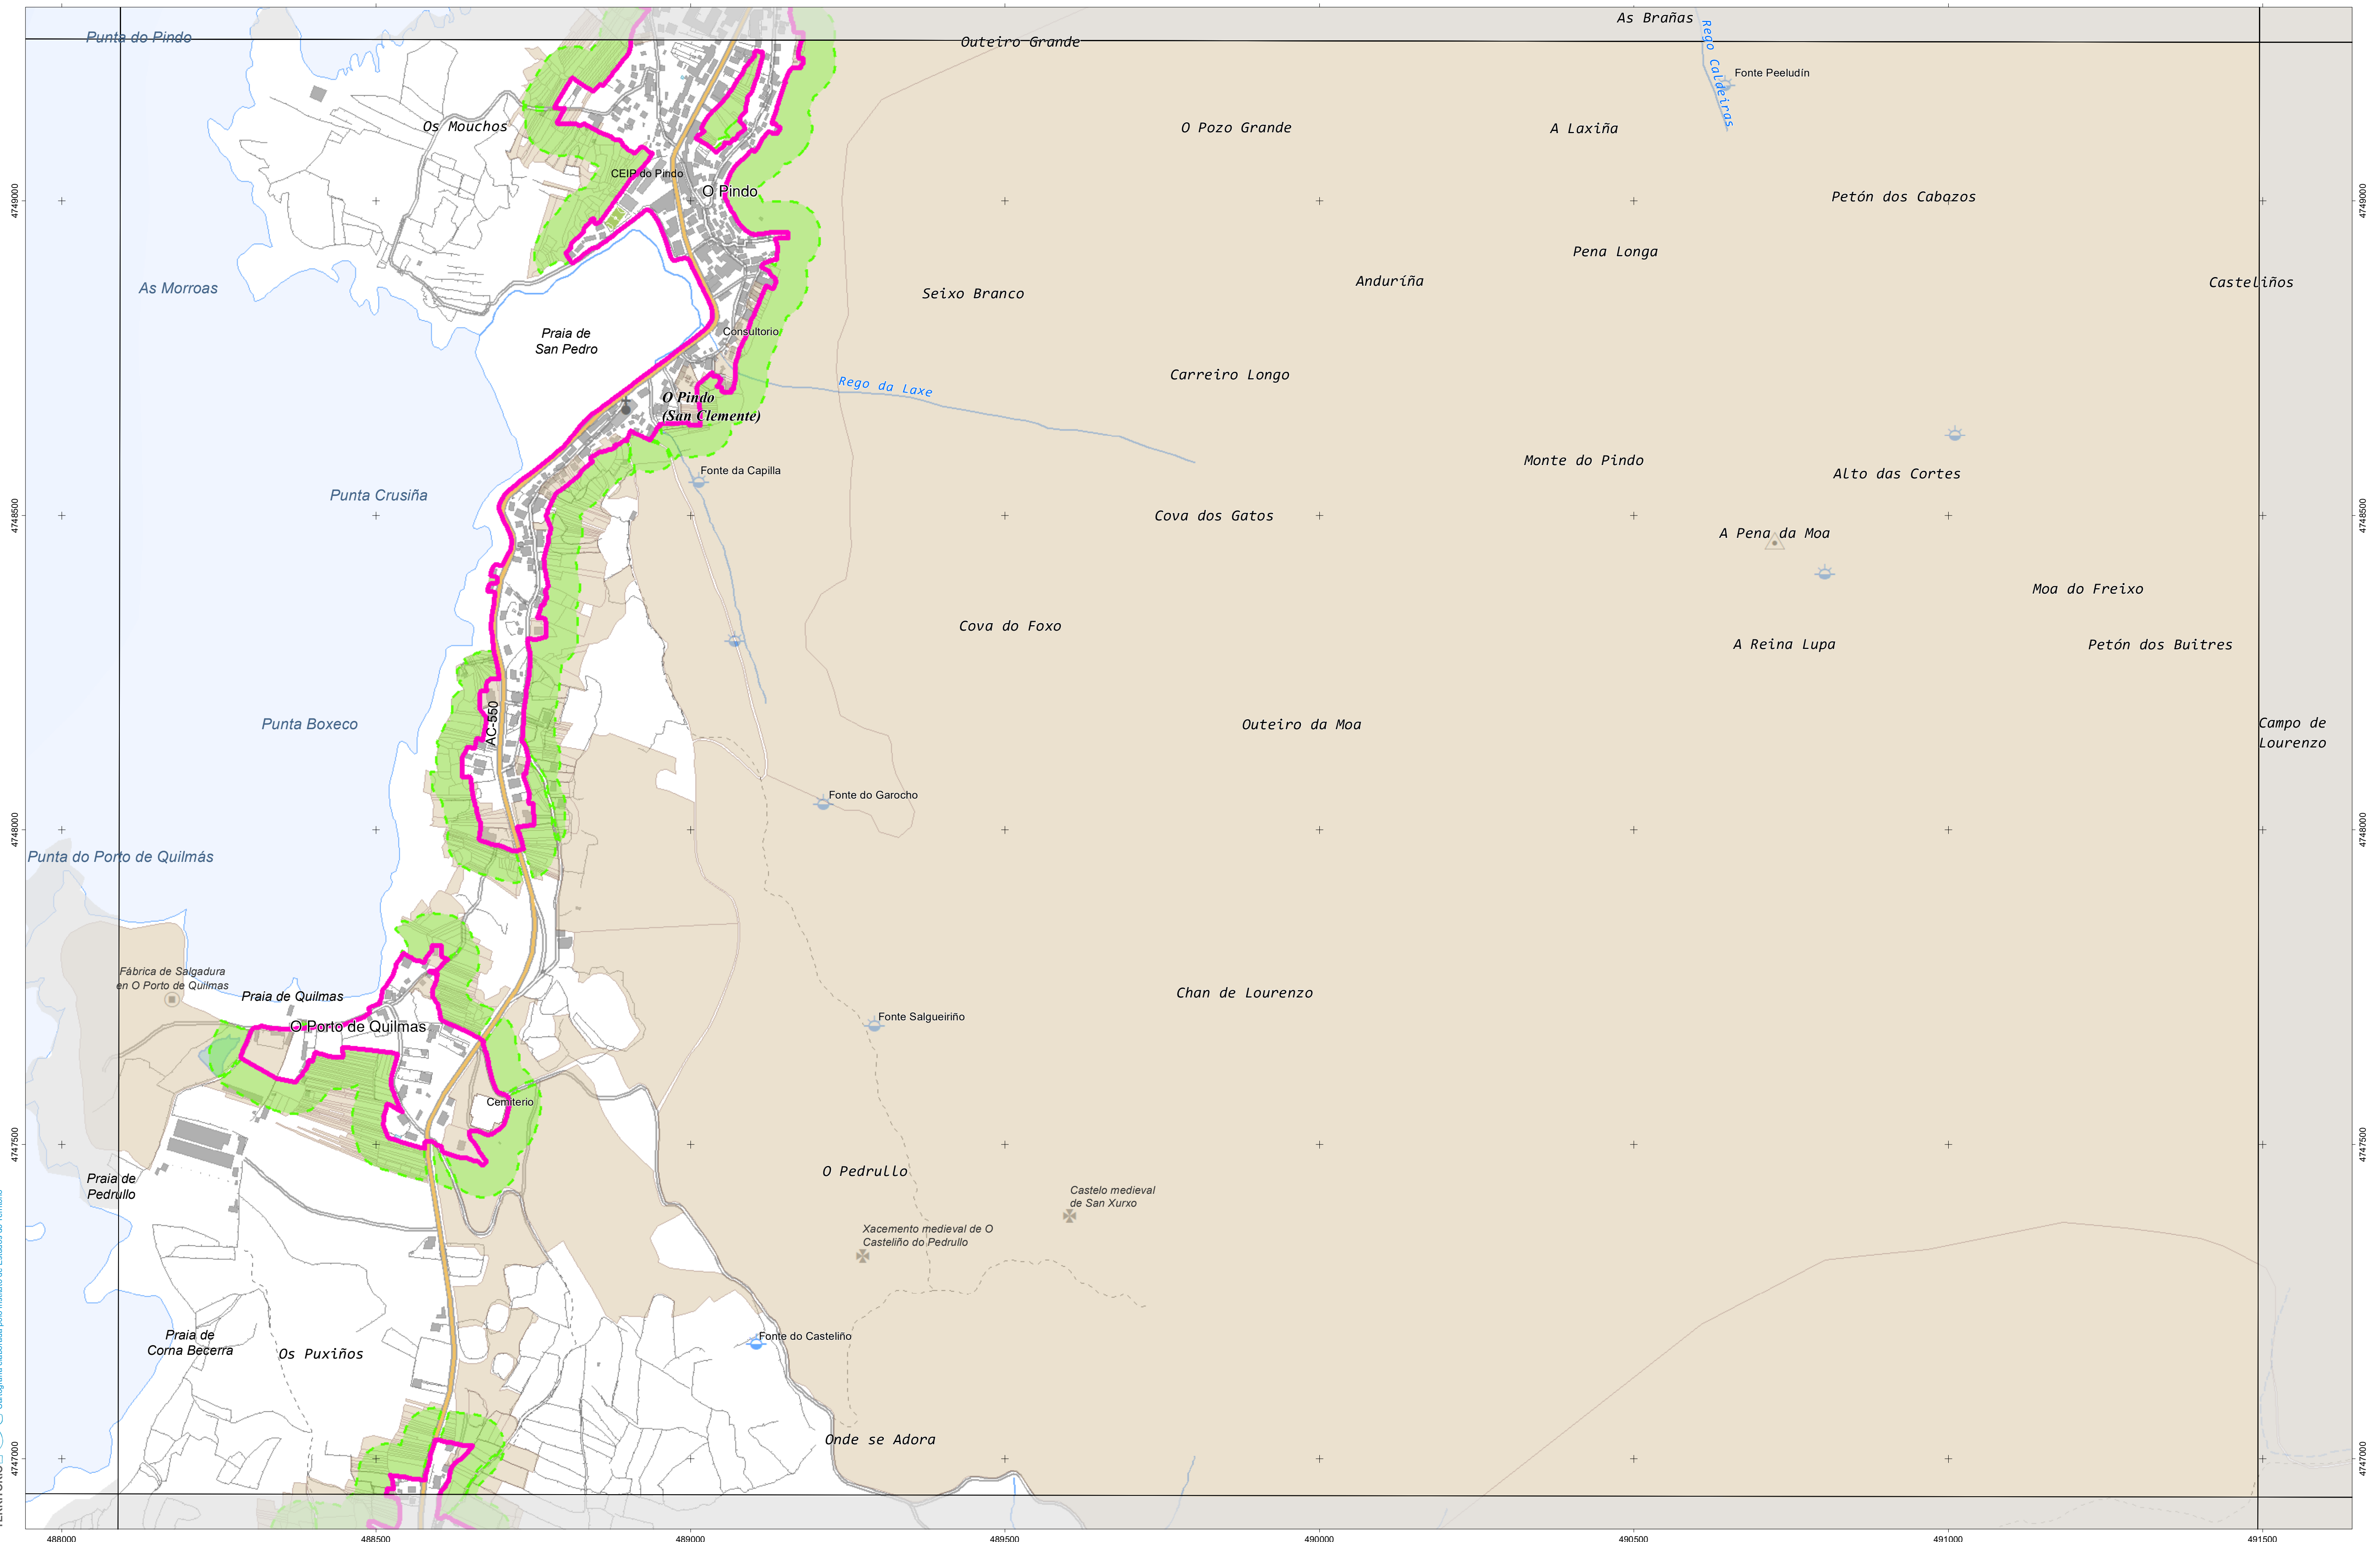 As Brañas
Punta do Pindo
Outeiro Grande
Rego Caldeiras
Fonte Peeludín
Os Mouchos
O Pozo Grande
A Laxiña
CEIP do Pindo
O Pindo
Petón dos Cabazos
4749000
4749000
Pena Longa
As Morroas
Seixo Branco
Anduríña
Casteliños
Praia de
San Pedro
Consultorio
Rego da Laxe
Carreiro Longo
O Pindo
(San Clemente)
Fonte da Capilla
Monte do Pindo
Alto das Cortes
Punta Crusiña
Cova dos Gatos
4748500
4748500
A Pena da Moa
Moa do Freixo
Cova do Foxo
A Reina Lupa
Petón dos Buitres
AC-550
Punta Boxeco
Outeiro da Moa
Campo de
Lourenzo
Fonte do Garocho
4748000
4748000
Punta do Porto de Quilmás
Fábrica de Salgadura
en O Porto de Quilmas
Praia de Quilmas
Chan de Lourenzo
O Porto de Quilmas
Fonte Salgueiriño
Cemiterio
4747500
4747500
O Pedrullo
Praia de
Pedrullo
Castelo medieval
de San Xurxo
Xacemento medieval de O
Casteliño do Pedrullo
Praia de
Corna Becerra
Os Puxiños
Fonte do Casteliño
Onde se Adora
4747000
4747000
488000
488500
489000
489500
490000
490500
491000
491500